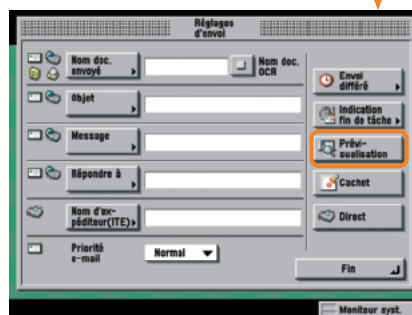 Réglages
d'envoi
Nom doc.
envoyé
Nom doc.
OCR
Objet
Message
Répondre à
Nom d'ex-
péditeur(ITE)
Priorité
e-mail
Normal
Envoi
différé
Indication
fin de tâche
Prévi-
sualisation
Cachet
Direct
Fin
Moniteur syst.